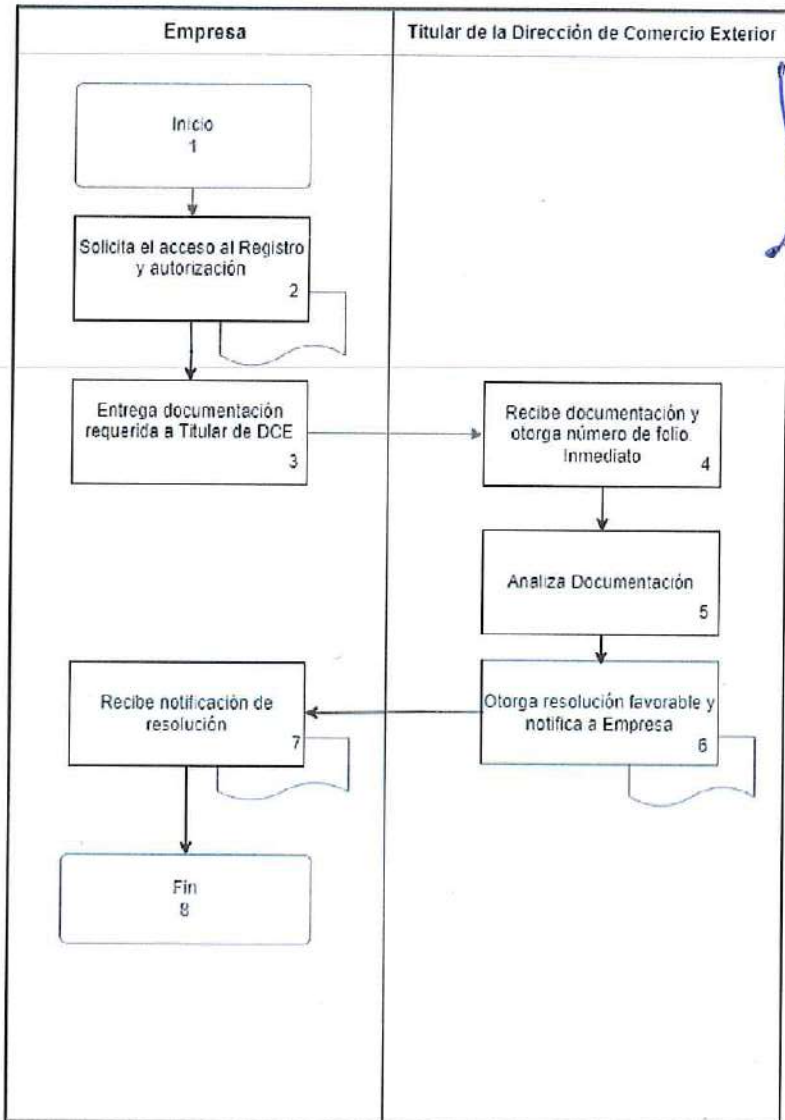 Empresa
Titular de la Dirección de Comercio Exterior
Inicio
1
Solicita el acceso al Registro
y autorización
2
Entrega documentación
requerida a Titular de DCE
3
Recibe documentación y
otorga número de folio
Inmediato
4
Analiza Documentación
5
Otorga resolución favorable y
notifica a Empresa
6
Recibe notificación de
resolución
7
Fin
8